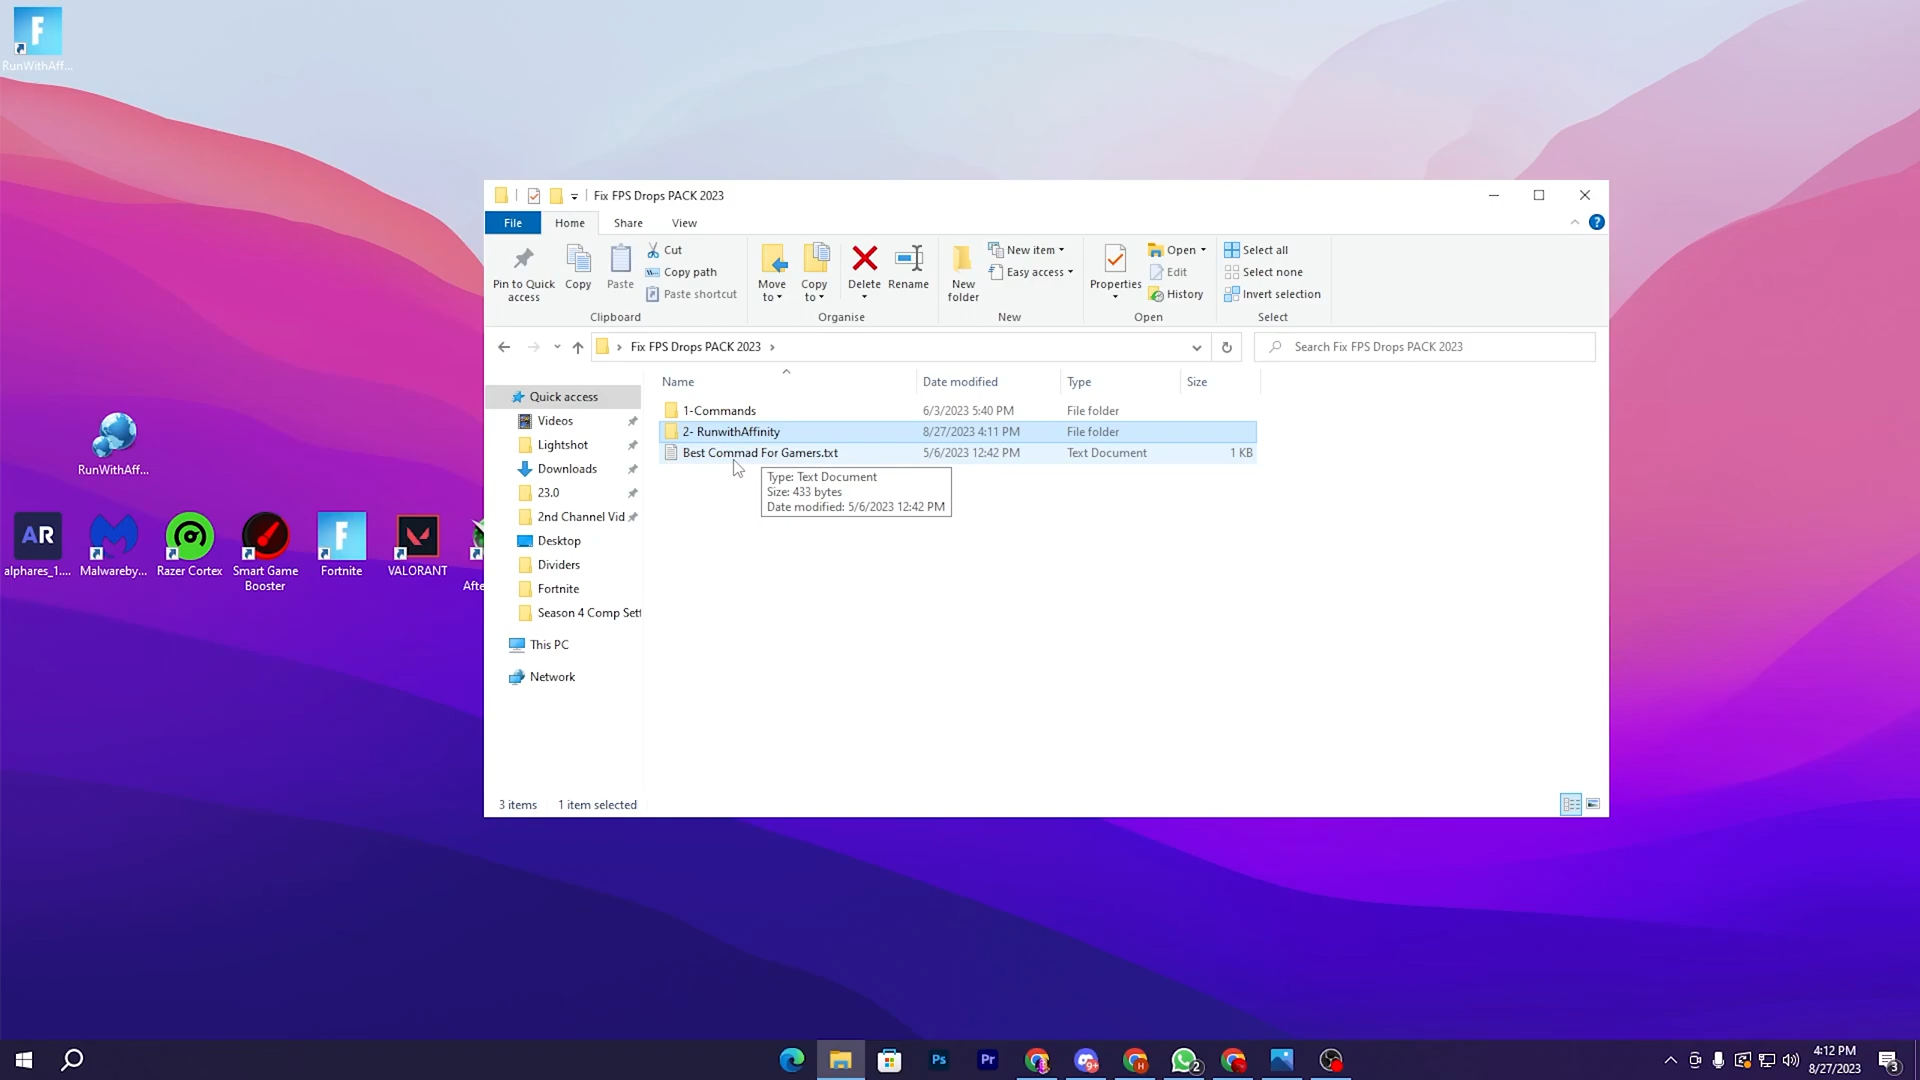 RunWithAff...
RunWithAff...
AR
alphares_1....
Malwareby...
Razer Cortex
Smart Game
Booster
Fortnite
VALORANT
Afte
Fix FPS Drops PACK 2023
File
Home
Share
View
Pin to Quick
access
Copy
Paste
Cut
Copy path
Paste shortcut
Clipboard
Move
to
Copy
to
Delete
Rename
Organise
New
folder
New item
Easy access
New
Properties
Open
Edit
History
Open
Select all
Select none
Invert selection
Select
Fix FPS Drops PACK 2023
Search Fix FPS Drops PACK 2023
Name
Date modified
Type
Size
1-Commands
6/3/2023 5:40 PM
File folder
2- RunwithAffinity
8/27/2023 4:11 PM
File folder
Best Commad For Gamers.txt
5/6/2023 12:42 PM
Text Document
1 KB
Type: Text Document
Size: 433 bytes
Date modified: 5/6/2023 12:42 PM
Quick access
Videos
Lightshot
Downloads
23.0
2nd Channel Vid
Desktop
Dividers
Fortnite
Season 4 Comp Sett
This PC
Network
3 items
1 item selected
Ps
Pr
9+
H
2
4:12 PM
8/27/2023
3